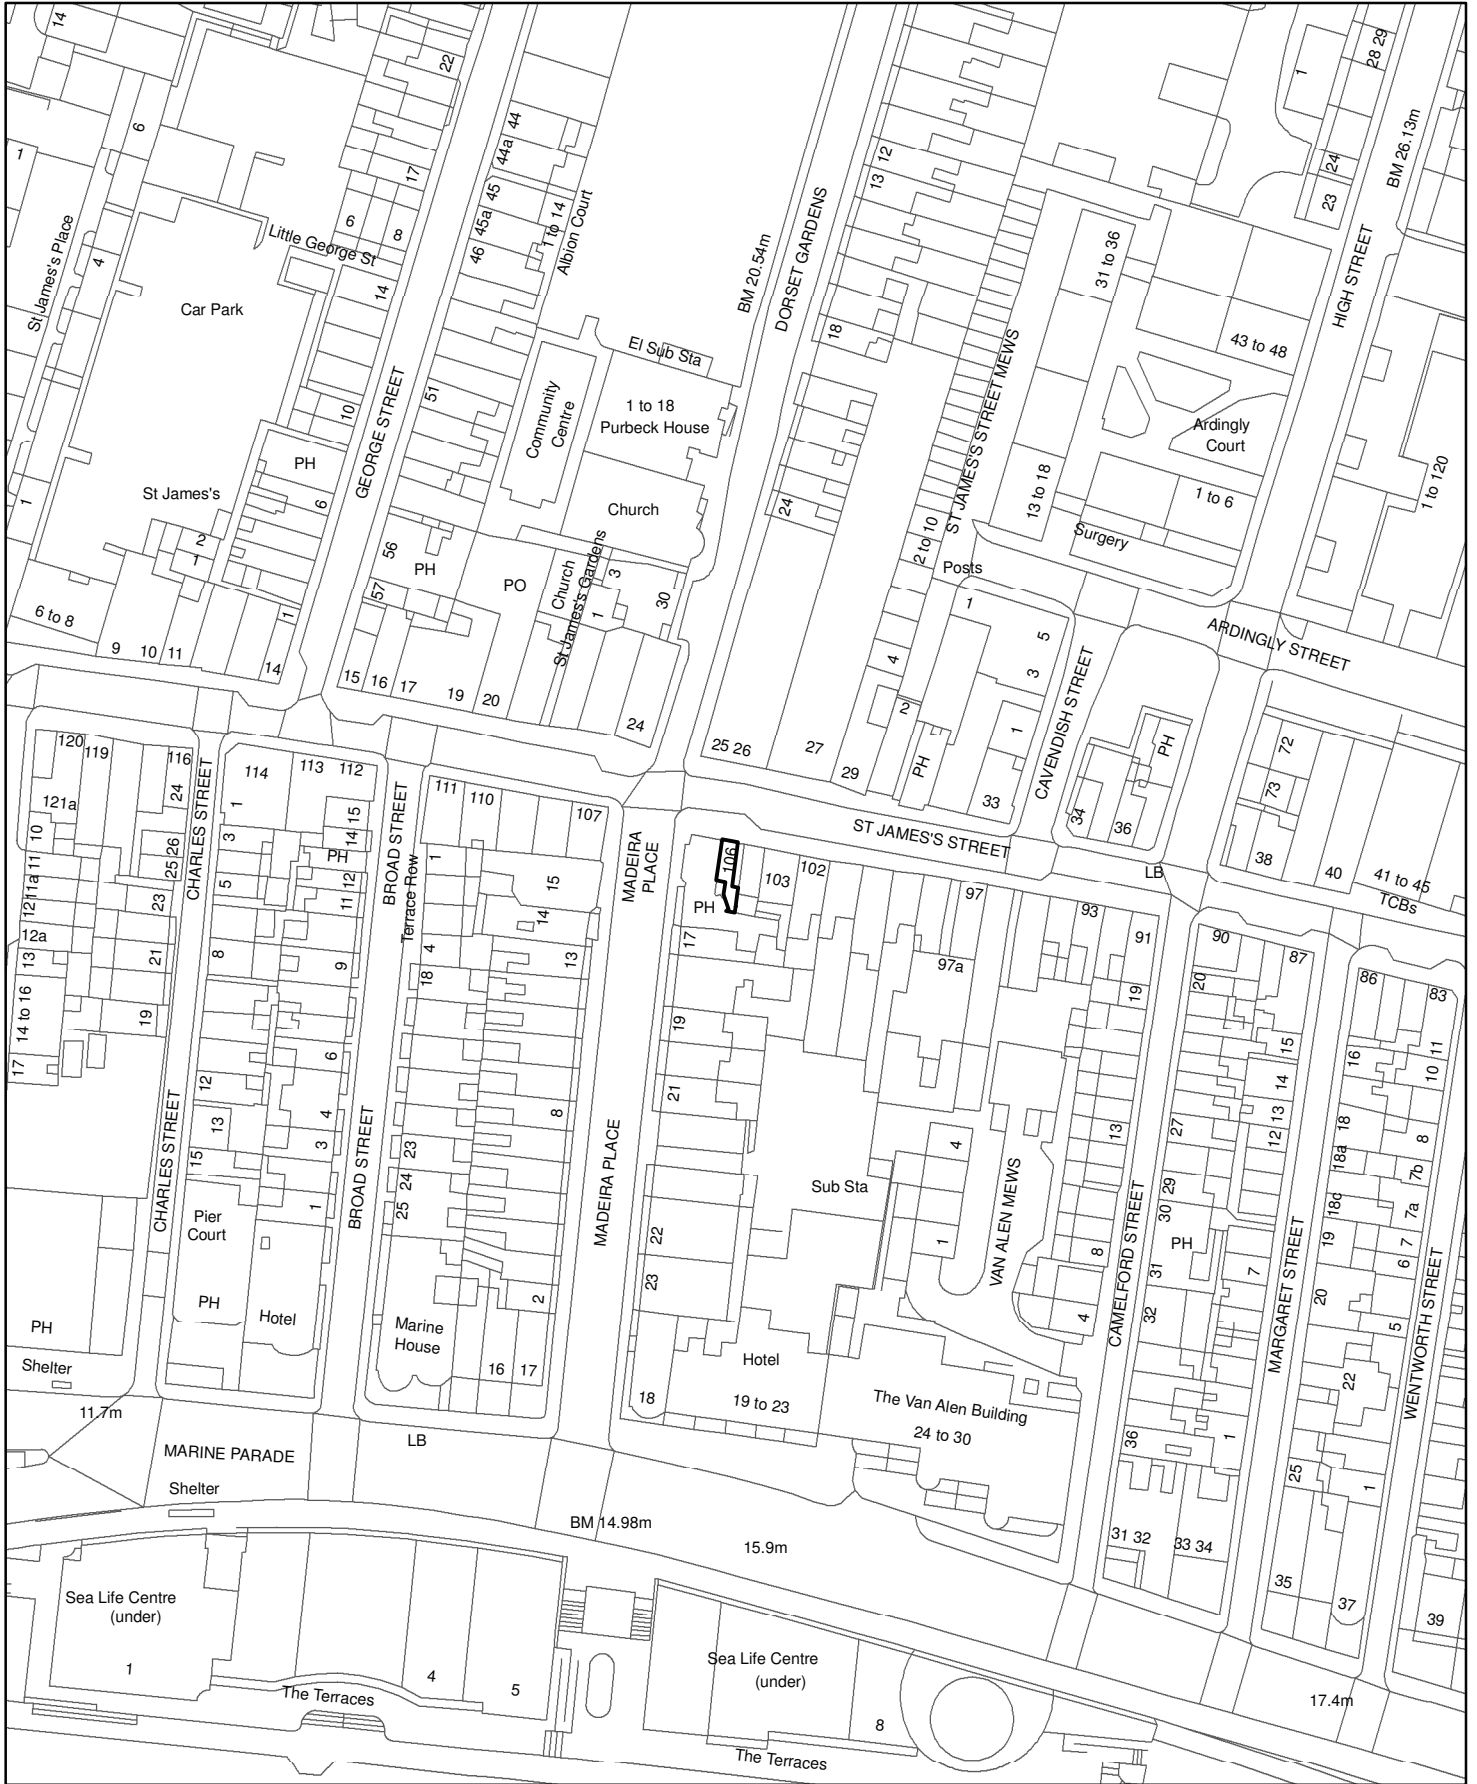 14
22
28 29
1
6
1
44
44a
17
45
45a
46
6
8
1 to 14
Albion Court
12
13
24
23
BM 26.13m
St James's Place
4
Little George St
14
Car Park
BM 20.54m
DORSET GARDENS
18
31 to 36
HIGH STREET
43 to 48
El Sub Sta
51
10
GEORGE STREET
Community
Centre
1 to 18
Purbeck House
ST JAMES'S STREET MEWS
Ardingly
Court
PH
6
St James's
1
2
1
Church
24
13 to 18
1 to 6
1 to 120
Surgery
2 to 10
Posts
56
PH
57
PO
Church
St James's Gardens
3
1
30
6 to 8
9
10
11
1
14
15
16
17
19
20
24
25 26
27
29
4
2
PH
1
5
3
1
33
CAVENDISH STREET
ARDINGLY STREET
34
36
PH
72
73
38
40
41 to 45
TCBs
LB
ST JAMES'S STREET
120
119
116
24
121a
10
11
11a
12
12a
13
14 to 16
17
26
25
23
21
19
CHARLES STREET
114
113
112
1
3
5
8
15
14
PH
12
11
9
6
4
3
1
12
13
15
Pier
Court
PH
Hotel
CHARLES STREET
BROAD STREET
Terrace Row
111
110
107
1
15
14
13
4
18
8
23
24
25
2
BROAD STREET
Marine
House
16
17
MADEIRA
PLACE
106
103
102
97
97a
93
91
PH
17
19
19
21
22
23
MADEIRA PLACE
Sub Sta
4
1
VAN ALEN MEWS
13
8
4
CAMELFORD STREET
90
87
20
15
14
13
12
27
29
30
PH
31
32
7
36
1
MARGARET STREET
86
83
16
11
10
18
18a
8
7b
18c
7a
19
7
6
20
5
22
25
1
WENTWORTH STREET
PH
Shelter
11.7m
MARINE PARADE
LB
Shelter
18
Hotel
19 to 23
The Van Alen Building
24 to 30
BM 14.98m
15.9m
31 32
33 34
35
37
39
Sea Life Centre
(under)
1
4
5
The Terraces
Sea Life Centre
(under)
8
The Terraces
17.4m